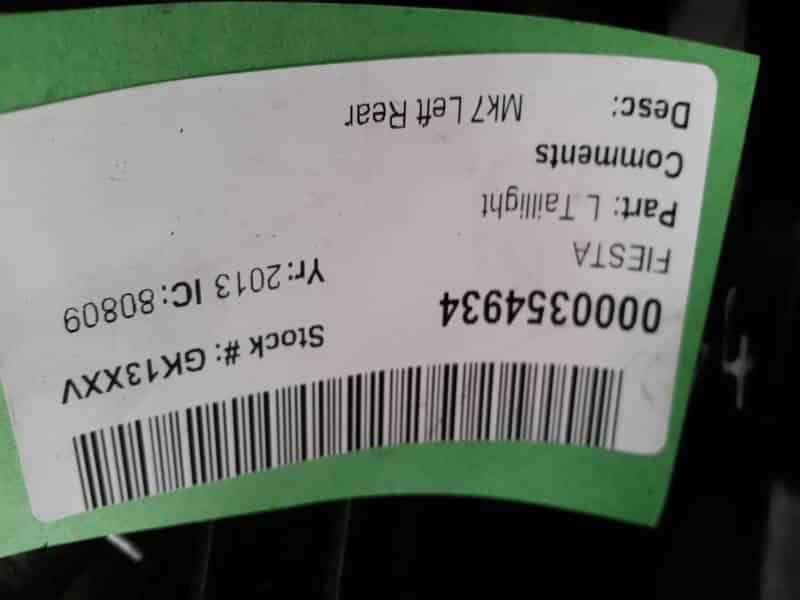 0000354934 Stock #: GK13XXV
FIESTA Yr:2013 IC:80809
Part: L Taillight
Comments
Desc: Mk7 Left Rear